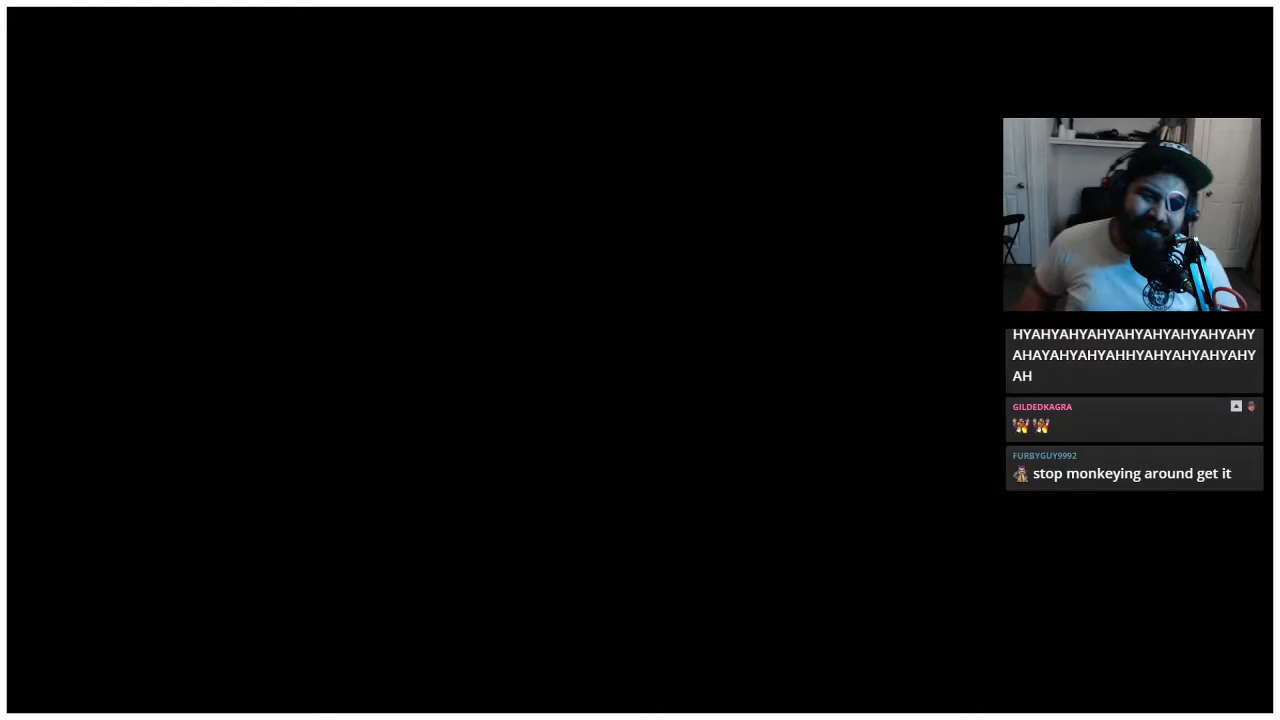 HYAHYAHYAHYAHYAHYAHYAHYAHY
AHAYAHYAHYAHHYAHYAHYAHYAHY
AH
GILDEDKAGRA
FURBYGUY9992
stop monkeying around get it